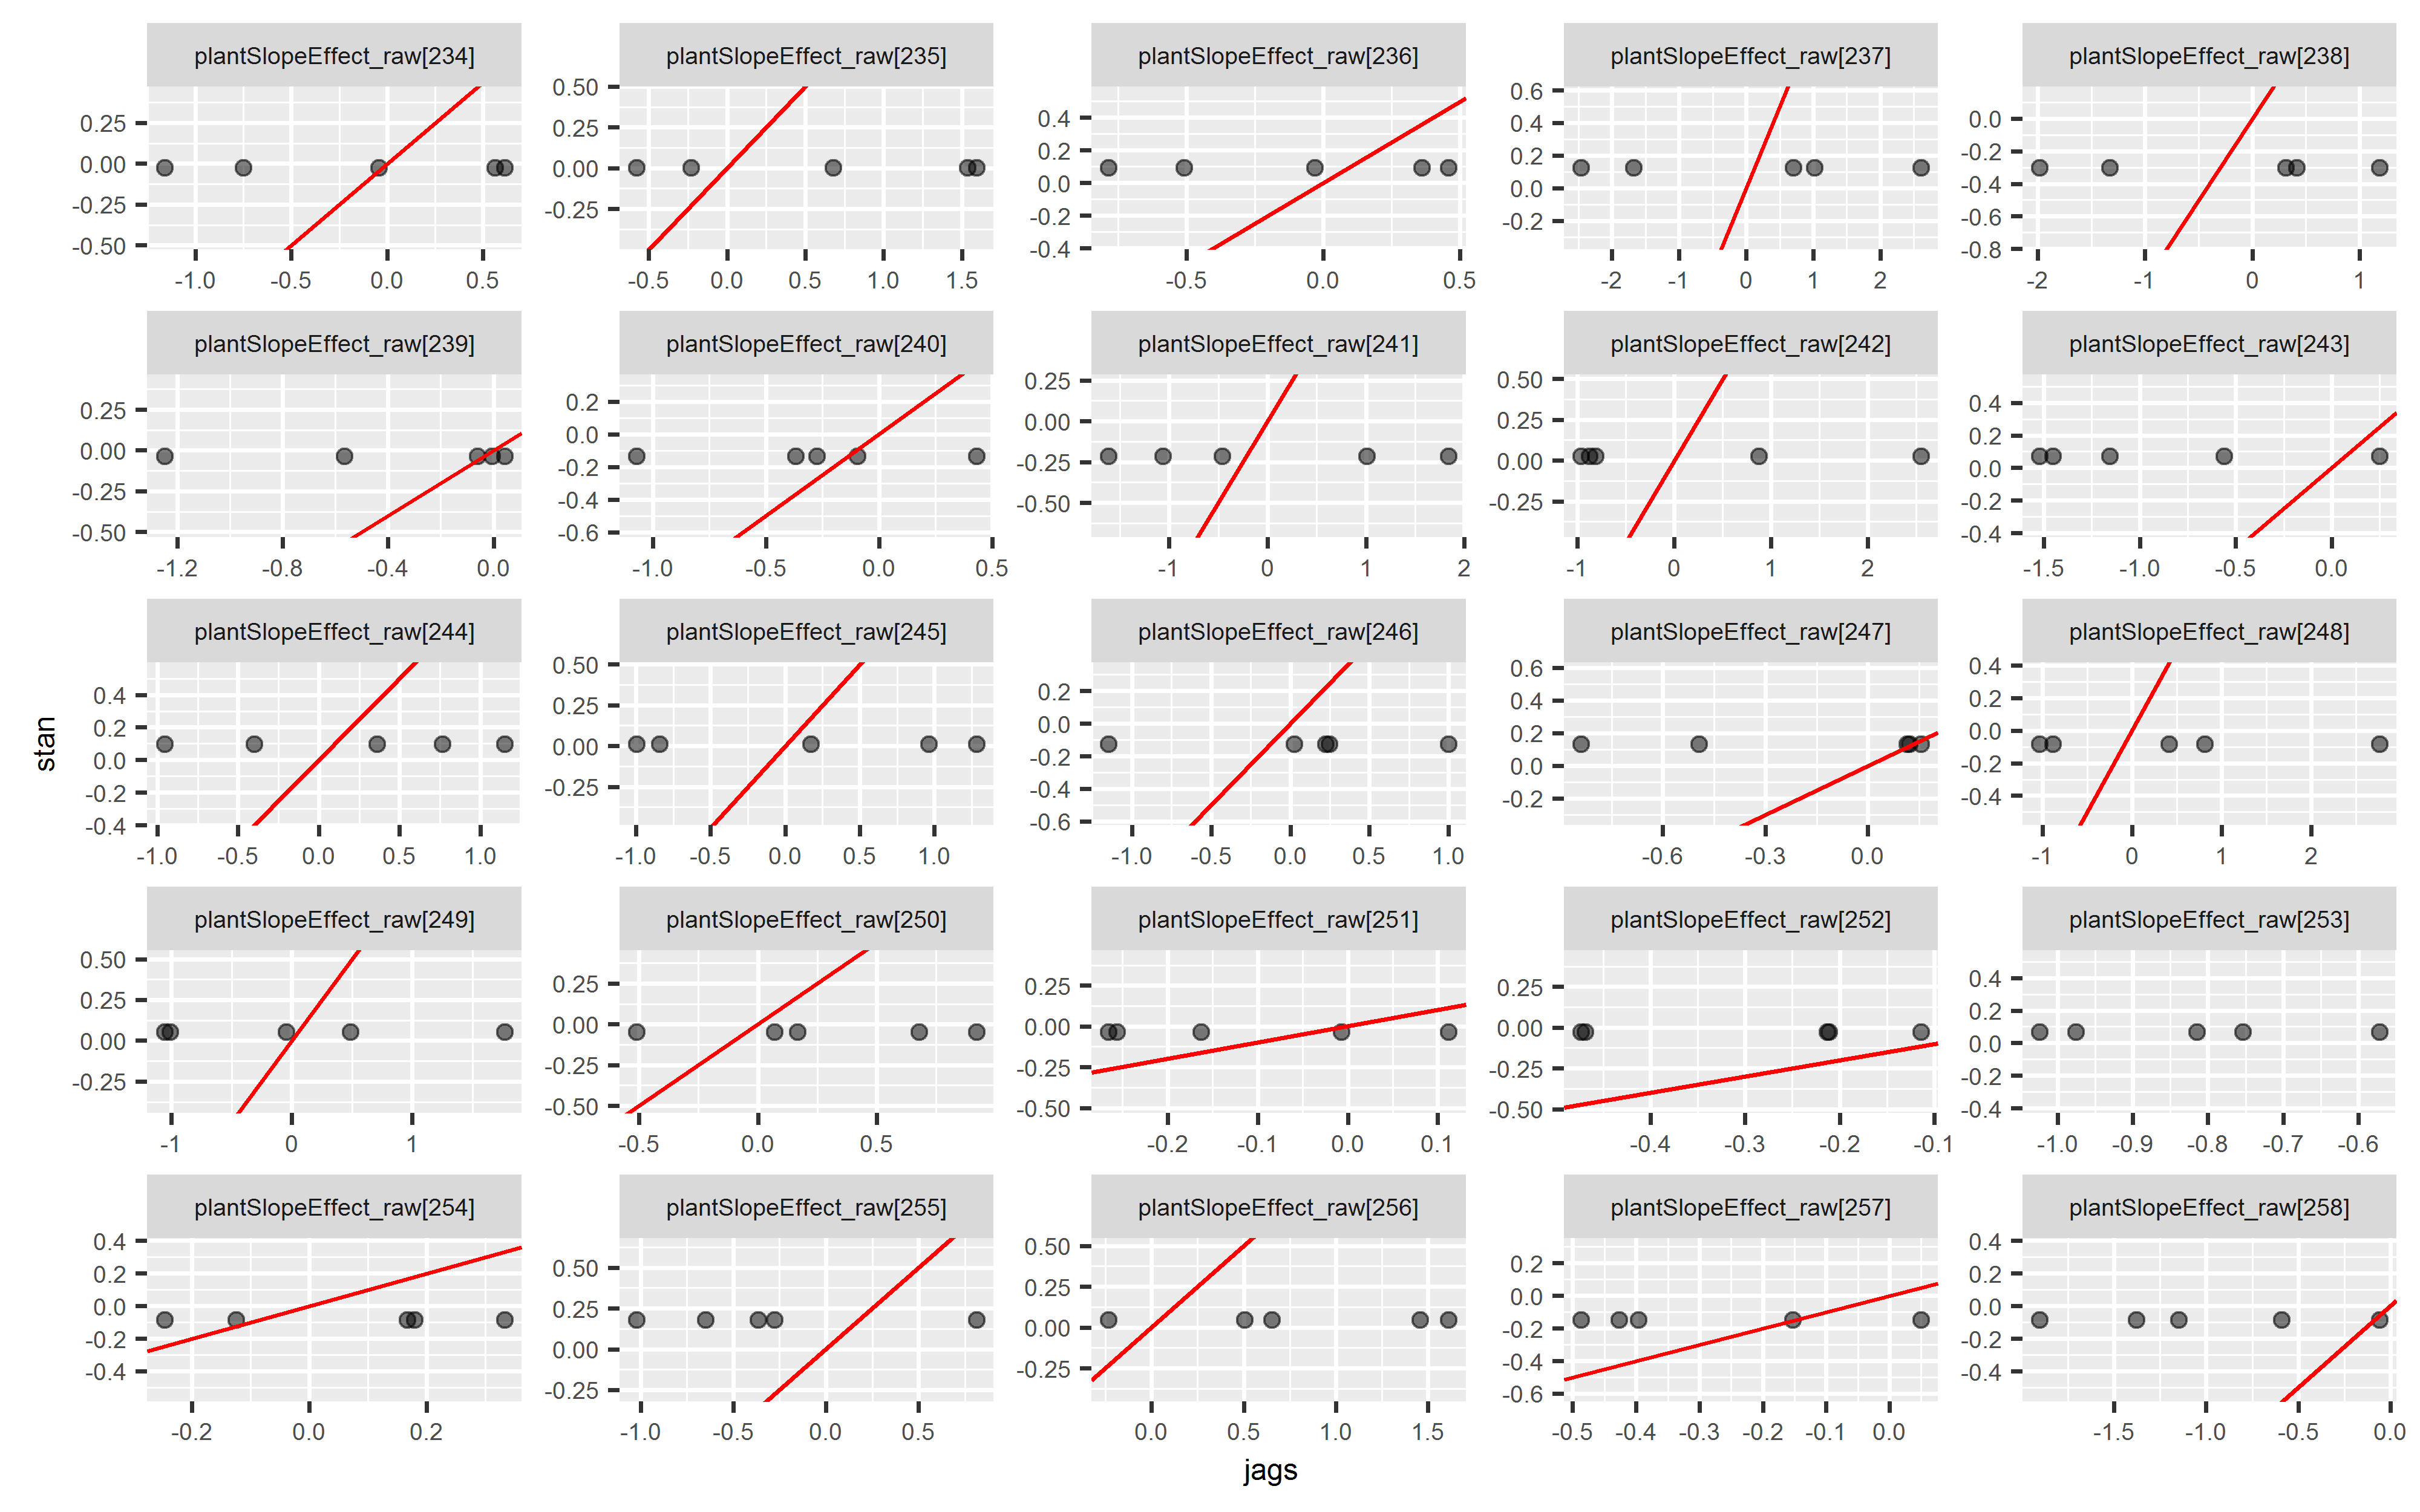 plantSlopeEffect_raw[234] plantSlopeEffect_raw[235] plantSlopeEffect_raw[236] plantSlopeEffect_raw[237] plantSlopeEffect_raw[238]
0.25 0.00 -0.25 -0.50
0.50 0.25 0.00 -0.25
0.4 0.2 0.0 -0.2 -0.4
0.6 0.4 0.2 0.0 -0.2
0.0 -0.2 -0.4 -0.6 -0.8
-1.0 -0.5 0.0 0.5
-0.5 0.0 0.5 1.0 1.5
-0.5 0.0 0.5
-2 -1 0 1 2
-2 -1 0 1
plantSlopeEffect_raw[239] plantSlopeEffect_raw[240] plantSlopeEffect_raw[241] plantSlopeEffect_raw[242] plantSlopeEffect_raw[243]
0.25 0.00 -0.25 -0.50
0.2 0.0 -0.2 -0.4 -0.6
0.25 0.00 -0.25 -0.50
0.50 0.25 0.00 -0.25
0.4 0.2 0.0 -0.2 -0.4
-1.2 -0.8 -0.4 0.0
-1.0 -0.5 0.0 0.5
-1 0 1 2
-1 0 1 2
-1.5 -1.0 -0.5 0.0
plantSlopeEffect_raw[244] plantSlopeEffect_raw[245] plantSlopeEffect_raw[246] plantSlopeEffect_raw[247] plantSlopeEffect_raw[248]
0.4 0.2 0.0 -0.2 -0.4
0.50 0.25 0.00 -0.25
0.2 0.0 -0.2 -0.4 -0.6
0.6 0.4 0.2 0.0 -0.2
0.4 0.2 0.0 -0.2 -0.4
-1.0 -0.5 0.0 0.5 1.0
-1.0 -0.5 0.0 0.5 1.0
-1.0 -0.5 0.0 0.5 1.0
-0.6 -0.3 0.0
-1 0 1 2
stan
plantSlopeEffect_raw[249] plantSlopeEffect_raw[250] plantSlopeEffect_raw[251] plantSlopeEffect_raw[252] plantSlopeEffect_raw[253]
0.50 0.25 0.00 -0.25
0.25 0.00 -0.25 -0.50
0.25 0.00 -0.25 -0.50
0.25 0.00 -0.25 -0.50
0.4 0.2 0.0 -0.2 -0.4
-1 0 1
-0.5 0.0 0.5
-0.2 -0.1 0.0 0.1
-0.4 -0.3 -0.2 -0.1
-1.0 -0.9 -0.8 -0.7 -0.6
plantSlopeEffect_raw[254] plantSlopeEffect_raw[255] plantSlopeEffect_raw[256] plantSlopeEffect_raw[257] plantSlopeEffect_raw[258]
0.4 0.2 0.0 -0.2 -0.4
0.50 0.25 0.00 -0.25
0.50 0.25 0.00 -0.25
0.2 0.0 -0.2 -0.4 -0.6
0.4 0.2 0.0 -0.2 -0.4
-0.2 0.0 0.2
-1.0 -0.5 0.0 0.5
0.0 0.5 1.0 1.5
-0.5 -0.4 -0.3 -0.2 -0.1 0.0
-1.5 -1.0 -0.5 0.0
jags